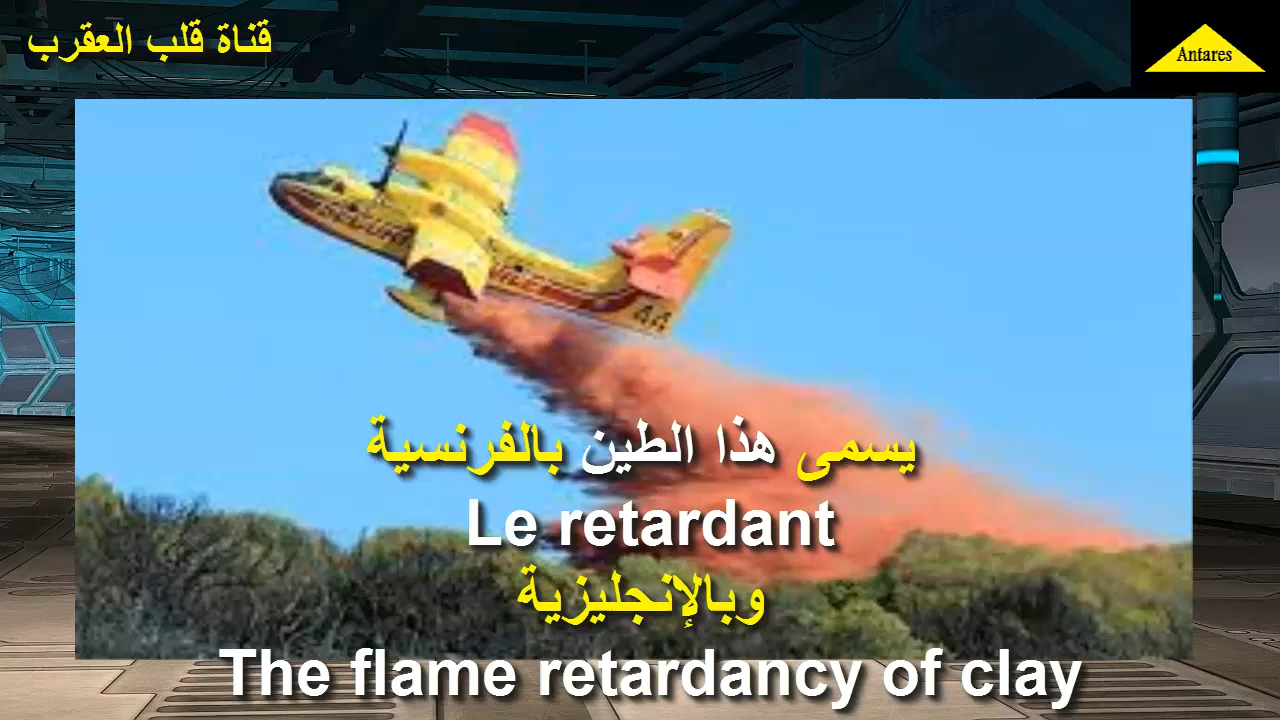 قناة قلب العقرب
Antares
يسمى هذا الطين بالفرنسية
Le retardant
وبالإنجليزية
The flame retardancy of clay